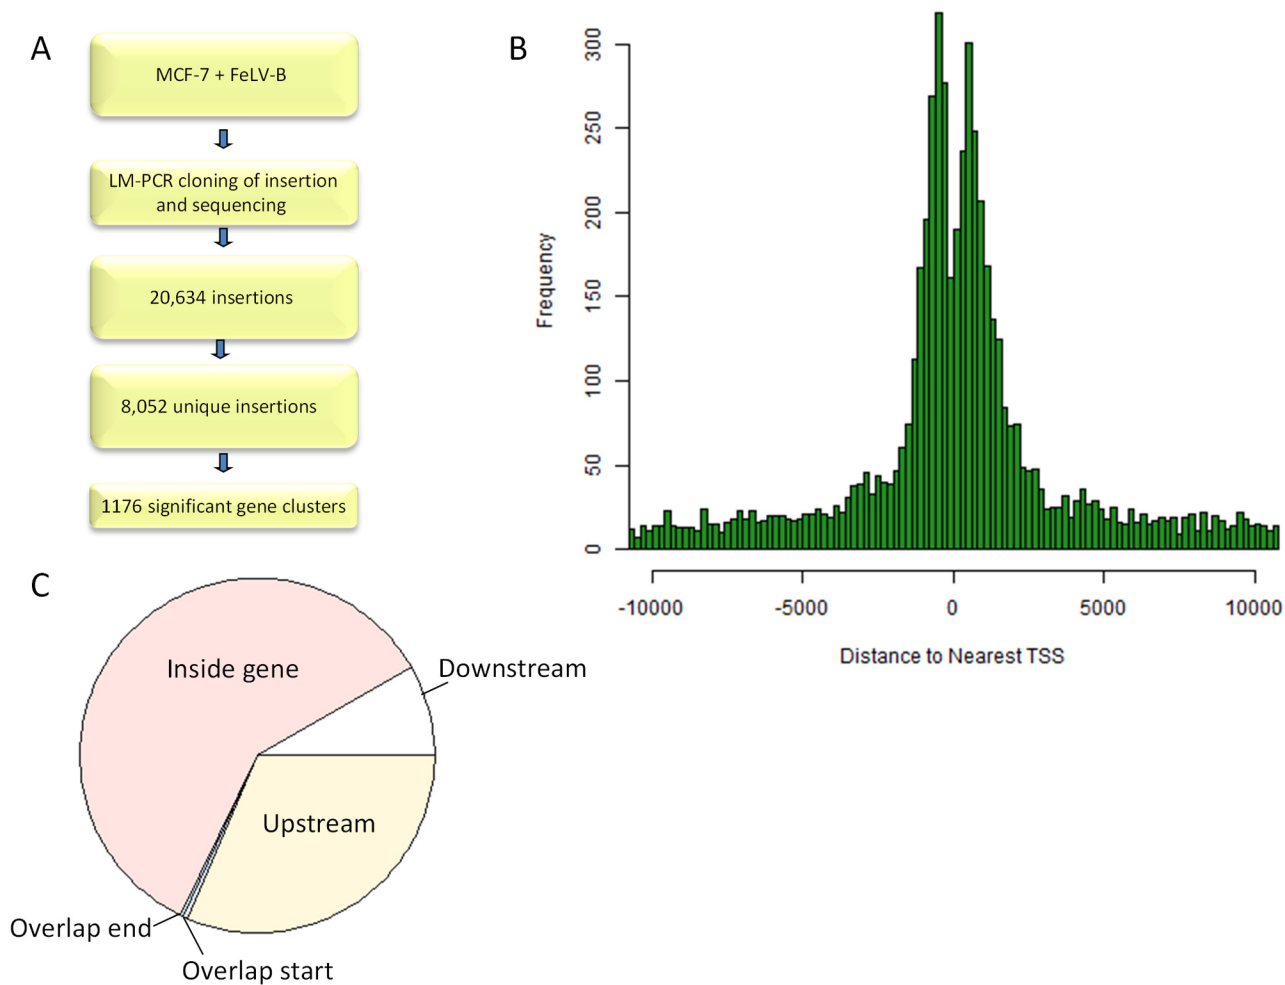 A
MCF-7 + FeLV-B
LM-PCR cloning of insertion
and sequencing
20,634 insertions
8,052 unique insertions
1176 significant gene clusters
B
Frequency
300
250
200
150
100
50
0
-10000 -5000 0 5000 10000
Distance to Nearest TSS
C
Inside gene
Downstream
Upstream
Overlap end
Overlap start